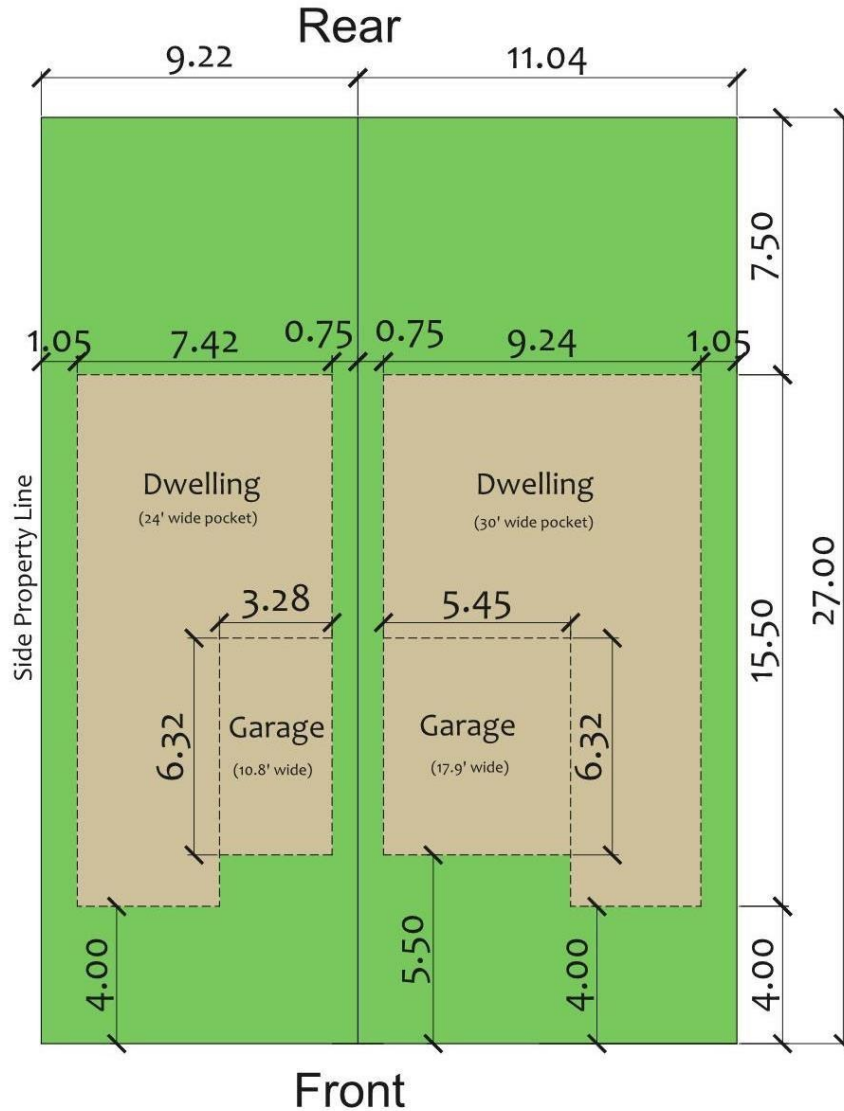 Rear
9.22
11.04
7.50
27.00
1.05
7.42
0.75
0.75
9.24
1.05
Side Property Line
Dwelling
(24' wide pocket)
Dwelling
(30' wide pocket)
15.50
3.28
5.45
6.32
Garage
(10.8' wide)
Garage
(17.9' wide)
6.32
4.00
5.50
4.00
4.00
Front